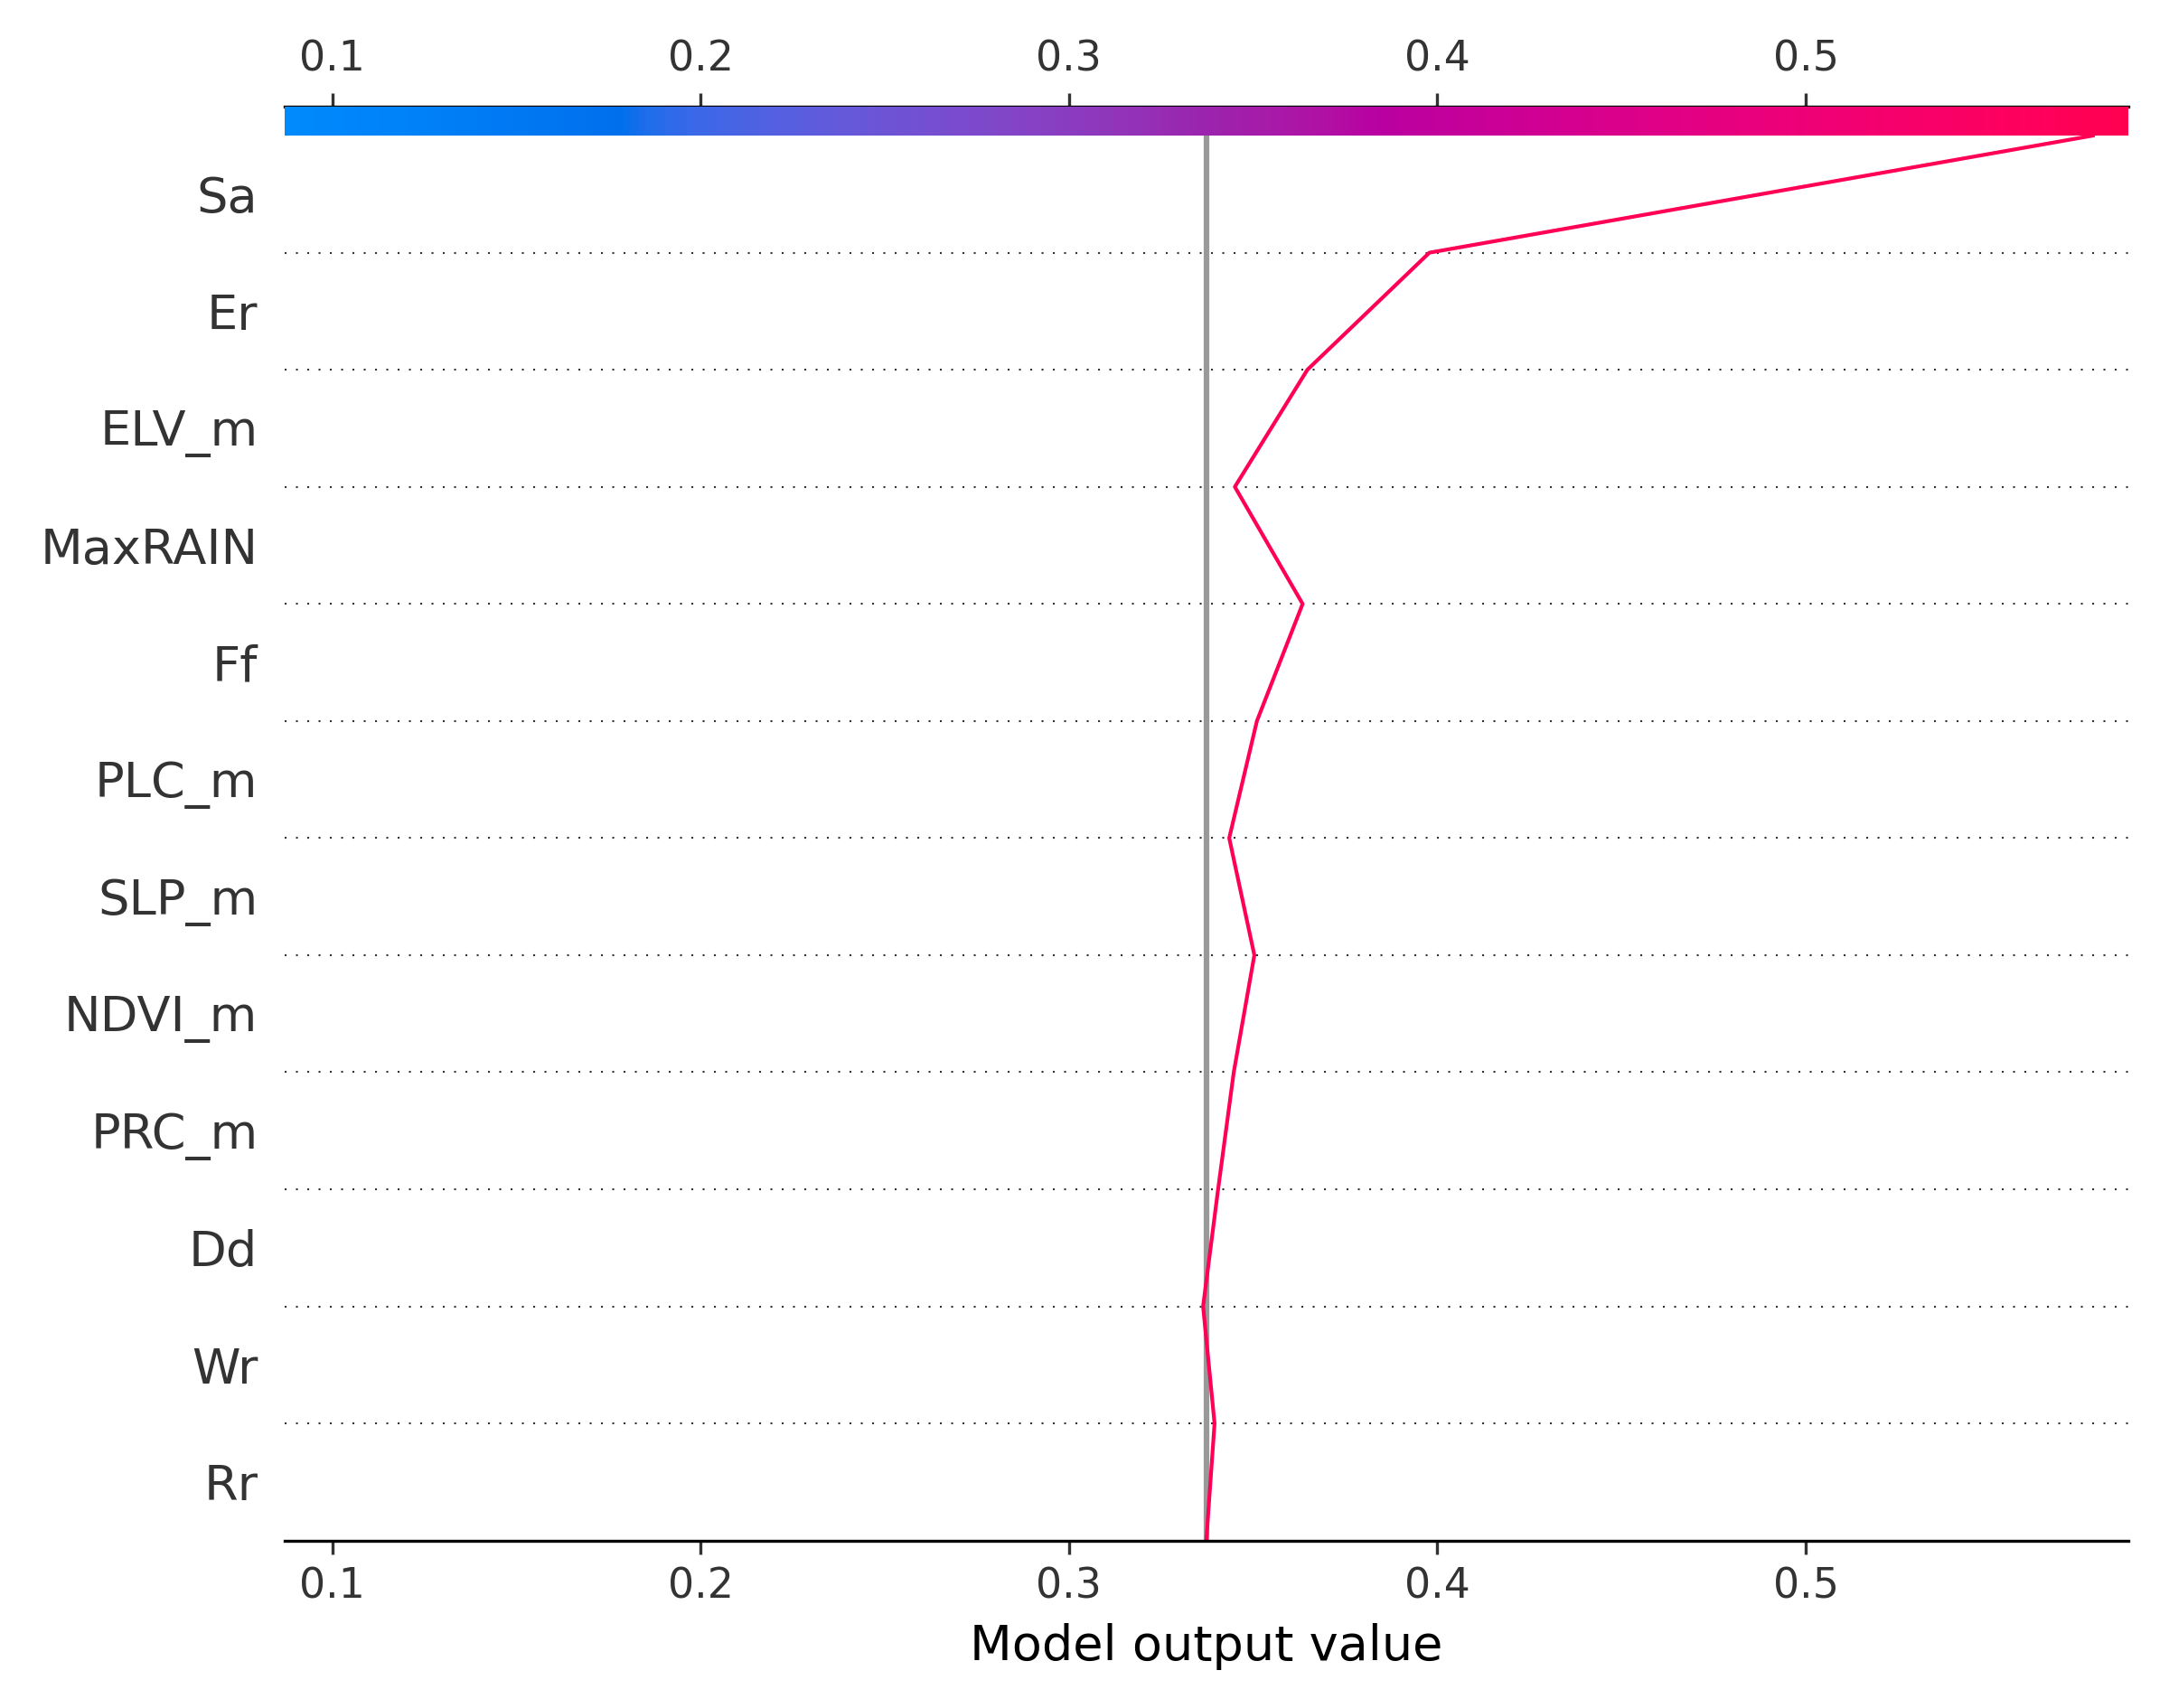 0.1 0.2 0.3 0.4 0.5
Sa
Er
ELV_m
MaxRAIN
Ff
PLC_m
SLP_m
NDVI_m
PRC_m
Dd
Wr
Rr
0.1 0.2 0.3 0.4 0.5
Model output value